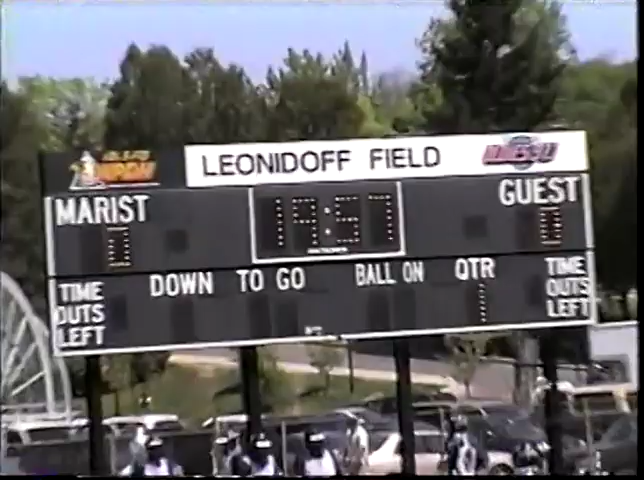 LEONIDOFF FIELD
MARIST
GUEST
0
19:57
0
DOWN
TO GO
BALL ON
QTR
1
TIME
OUTS
LEFT
TIME
OUTS
LEFT